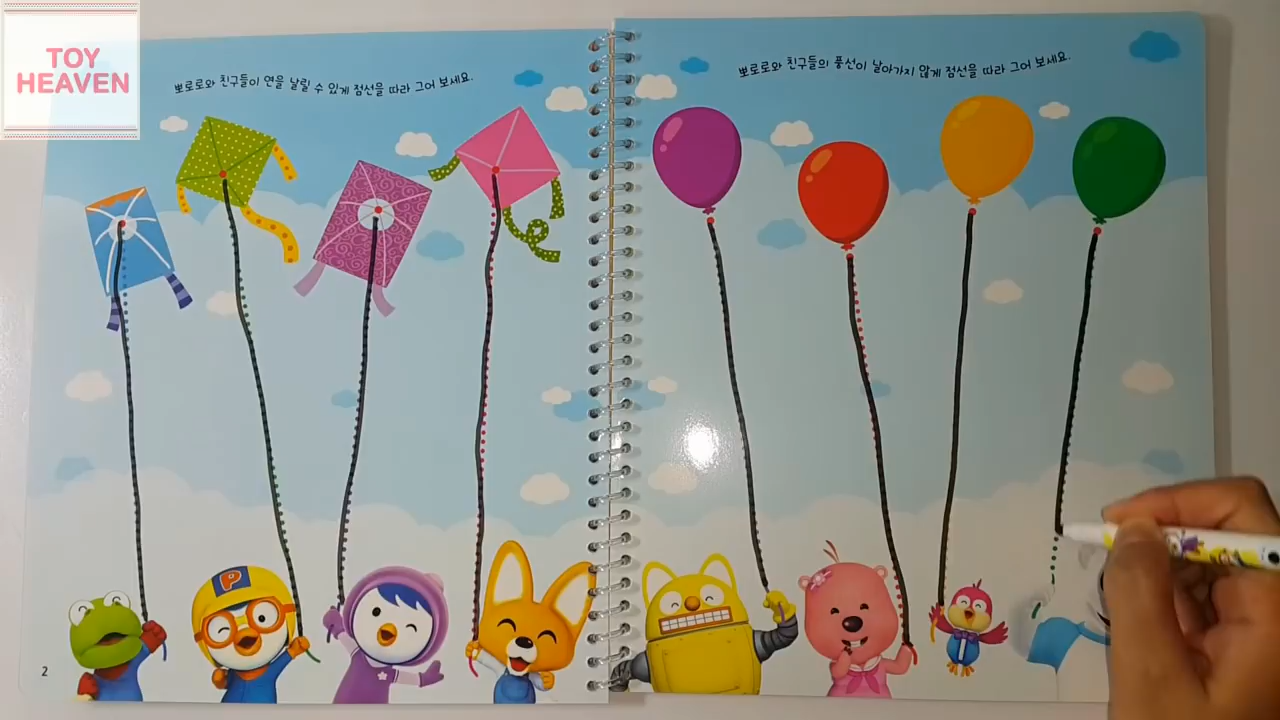 TOY
HEAVEN
뽀로로와 친구들이 연을 날릴 수 있게 점선을 따라 그어 보세요.
뽀로로와 친구들의 풍선이 날아가지 않게 점선을 따라 그어 보세요.
P
2